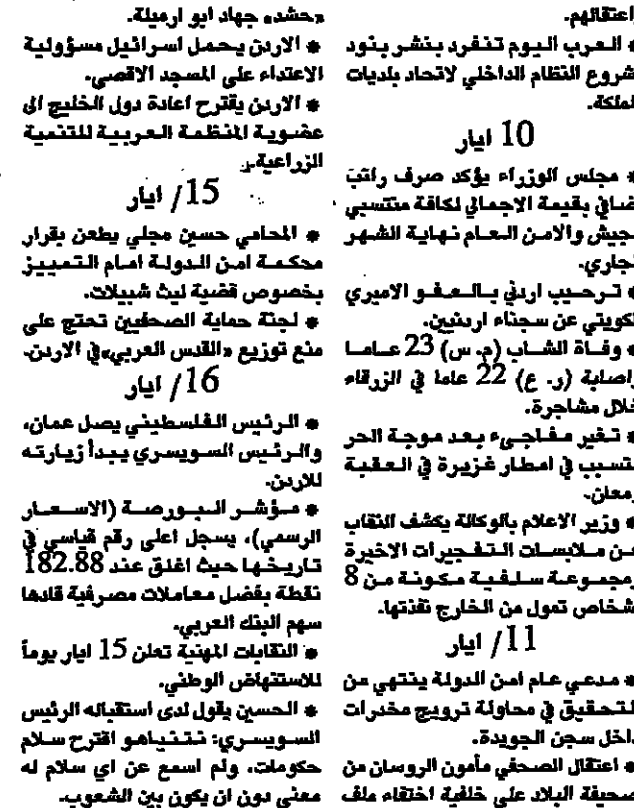 اعتقالهم.
* العرب اليوم تنفرد بنشر بنود
شروع النظام الداخلي لاتحاد بلديات
لملكة.
10 ايار
* مجلس الوزراء يؤكد صرف راتب
ضافي بقيمة الاجمالي لكافة منتسبي
لجيش والامن العام نهاية الشهر
لجاري.
* ترحيب اردني بالعفو الاميري
لكويتي عن سجناء اردنيين.
* وفاة الشاب (م. س) 23 عاما
إصابة (ر. ع) 22 عاما في الزرقاء
خلال مشاجرة.
* تغير مفاجىء بعد موجة الحر
تتسبب في امطار غزيرة في العقبة
ومعان.
* وزير الاعلام بالوكالة يكشف النقاب
من ملابسات التفجيرات الاخيرة
ومجموعة سلفية مكونة من 8
شخاص تمول من الخارج نفذتها.
11/ ايار
* مدعي عام امن الدولة ينتهي من
لتحقيق في محاولة ترويج مخدرات
داخل سجن الجويدة.
* اعتقال الصحفي مأمون الروسان من
صحيفة البلاد على خلفية اختفاء ملف
«حشد» جهاد ابو ارميلة.
* الاردن يحمل اسرائيل مسؤولية
الاعتداء على المسجد الاقصى.
* الاردن يقترح اعادة دول الخليج الى
عضوية المنظمة العربية للتنمية
الزراعية.
15/ ايار
* المحامي حسين مجلي يطعن بقرار
محكمة امن الدولة امام التمييز
بخصوص قضية ليث شبيلات.
* لجنة حماية الصحفيين تحتج على
منع توزيع «القدس العربي» في الاردن.
16/ ايار
* الرئيس الفلسطيني يصل عمان،
والرئيس السويسري يبدأ زيارته
للاردن.
* مؤشر البورصة (الاسعار
الرسمي)، يسجل اعلى رقم قياسي في
تاريخها حيث اغلق عند 182.88
نقطة بفضل معاملات مصرفية قادها
سهم البنك العربي.
* النقابات المهنية تعلن 15 ايار يوماً
للاستنهاض الوطني.
* الحسين يقول لدى استقباله الرئيس
السويسري: نتنياهو اقترح سلام
حكومات، ولم اسمع عن اي سلام له
معنى دون ان يكون بين الشعوب.